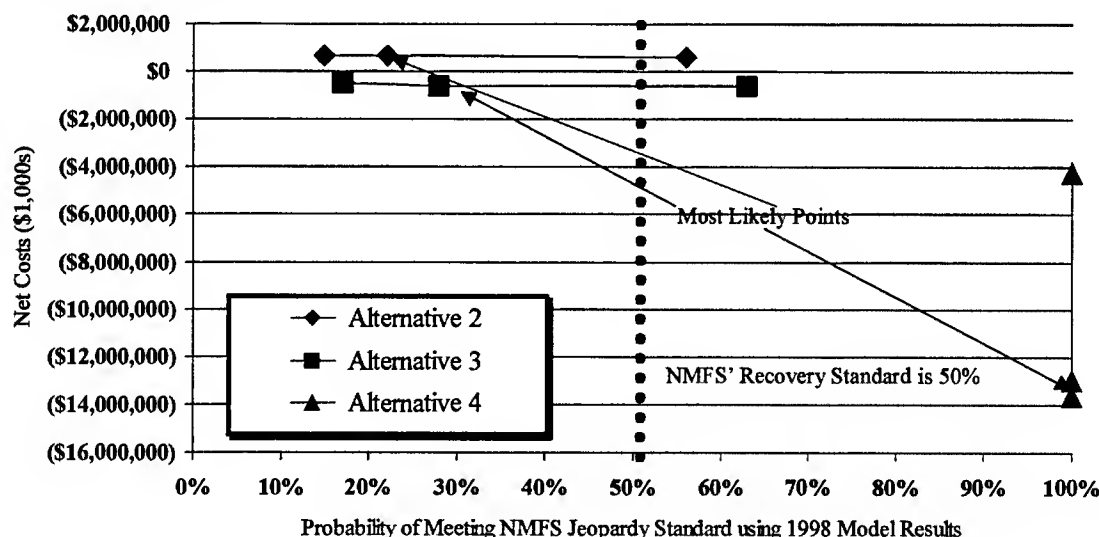 $2,000,000
$0
($2,000,000)
($4,000,000)
($6,000,000)
($8,000,000)
($10,000,000)
($12,000,000)
($14,000,000)
($16,000,000)
Net Costs ($1,000s)
Most Likely Points
Alternative 2
Alternative 3
Alternative 4
NMFS' Recovery Standard is 50%
0% 10% 20% 30% 40% 50% 60% 70% 80% 90% 100%
Probability of Meeting NMFS Jeopardy Standard using 1998 Model Results